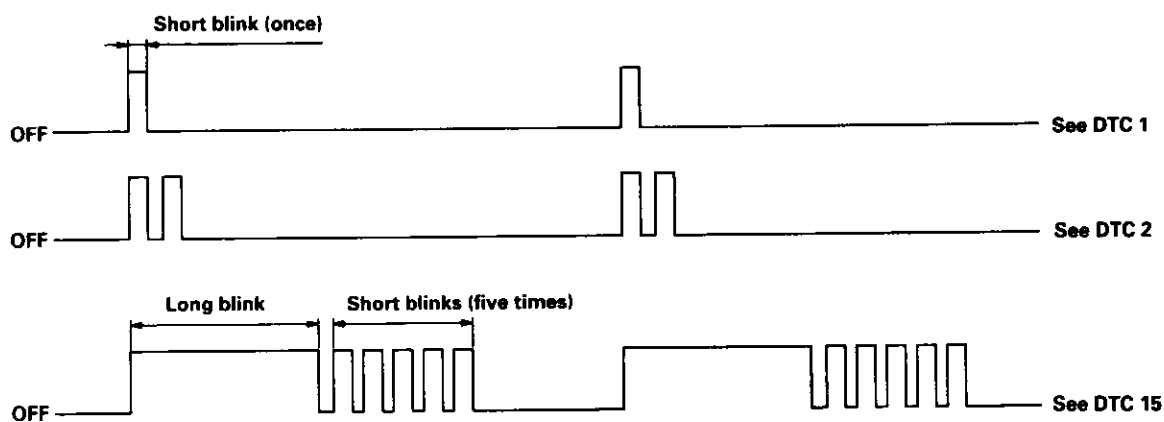 Short blink (once)
OFF
See DTC 1
OFF
See DTC 2
Long blink
Short blinks (five times)
OFF
See DTC 15